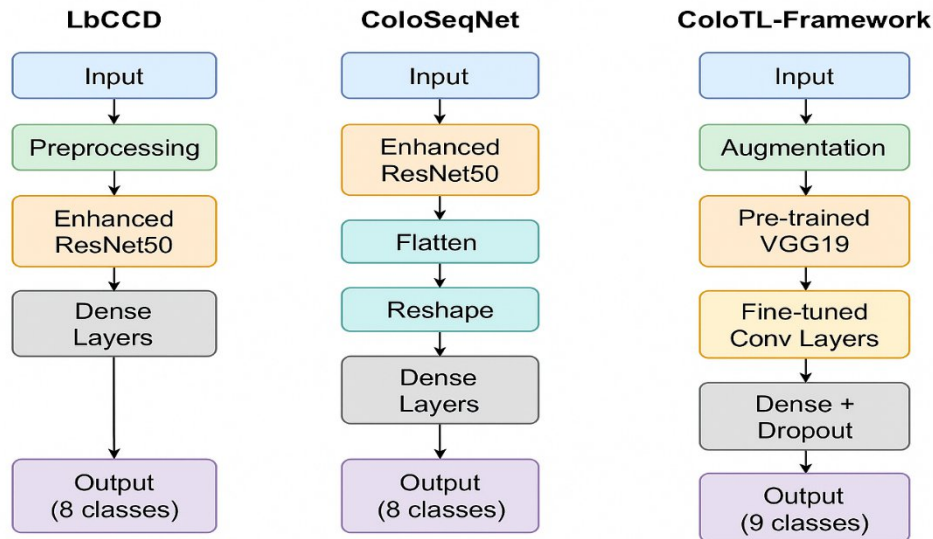 LbCCD
Input
Preprocessing
Enhanced
ResNet50
Dense
Layers
Output
(8 classes)
ColoSeqNet
Input
Enhanced
ResNet50
Flatten
Reshape
Dense
Layers
Output
(8 classes)
ColoTL-Framework
Input
Augmentation
Pre-trained
VGG19
Fine-tuned
Conv Layers
Dense +
Dropout
Output
(9 classes)